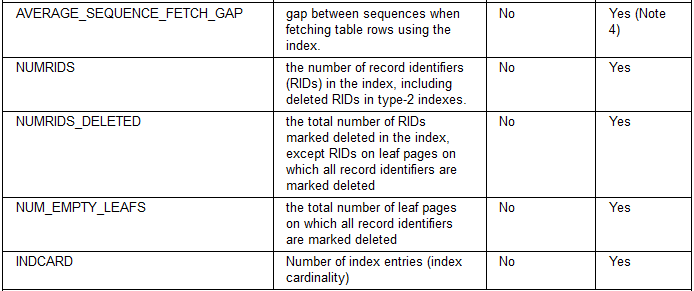 AVERAGE_SEQUENCE_FETCH_GAP gap between sequences when No Yes (Note
fetching table rows using the 4)
index.
NUMRIDS the number of record identifiers No Yes
(RIDs) in the index, including
deleted RIDs in type-2 indexes.
NUMRIDS_DELETED the total number of RIDs No Yes
marked deleted in the index,
except RIDs on leaf pages on
which all record identifiers are
marked deleted
NUM_EMPTY_LEAFS the total number of leaf pages No Yes
on which all record identifiers
are marked deleted
INDCARD Number of index entries (index No Yes
cardinality)